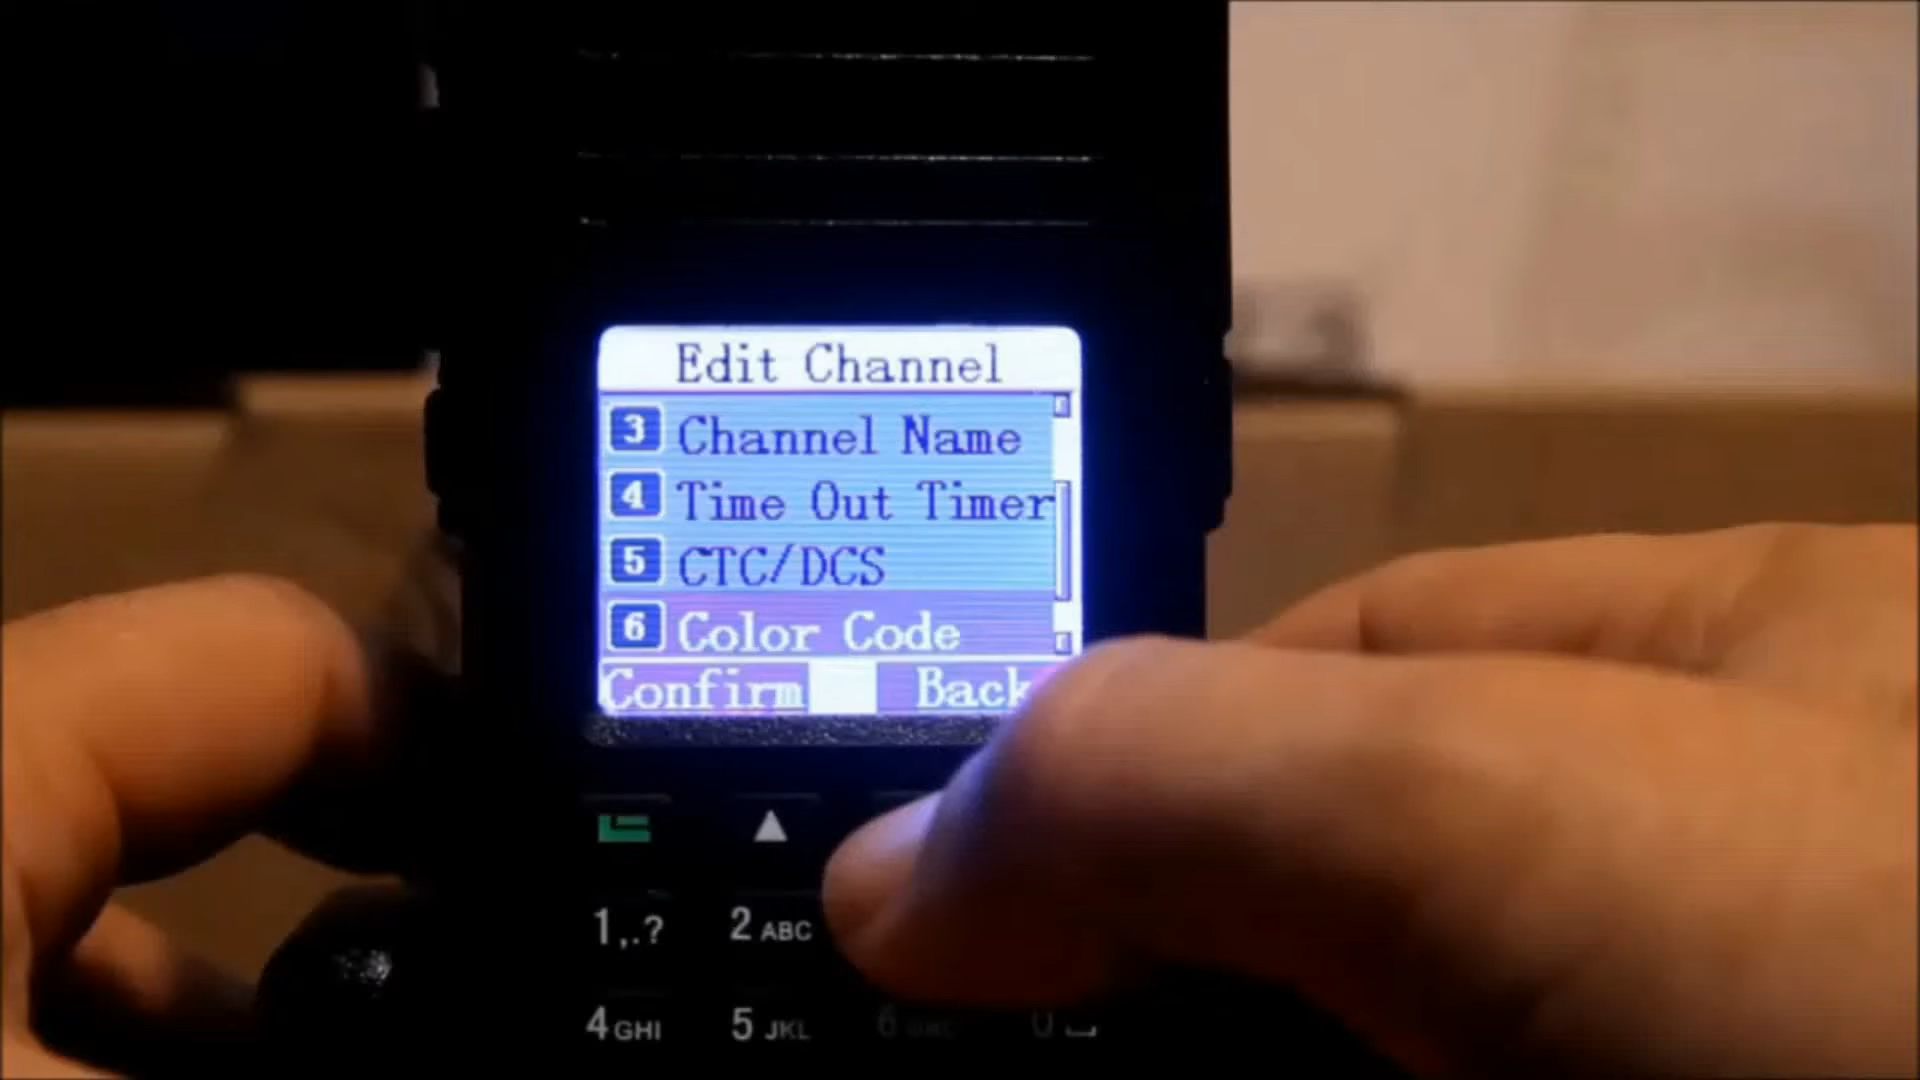 Edit Channel
3 Channel Name
4 Time Out Timer
5 CTC/DCS
6 Color Code
Confirm Back
1,.? 2 ABC
4 GHI 5 JKL 6